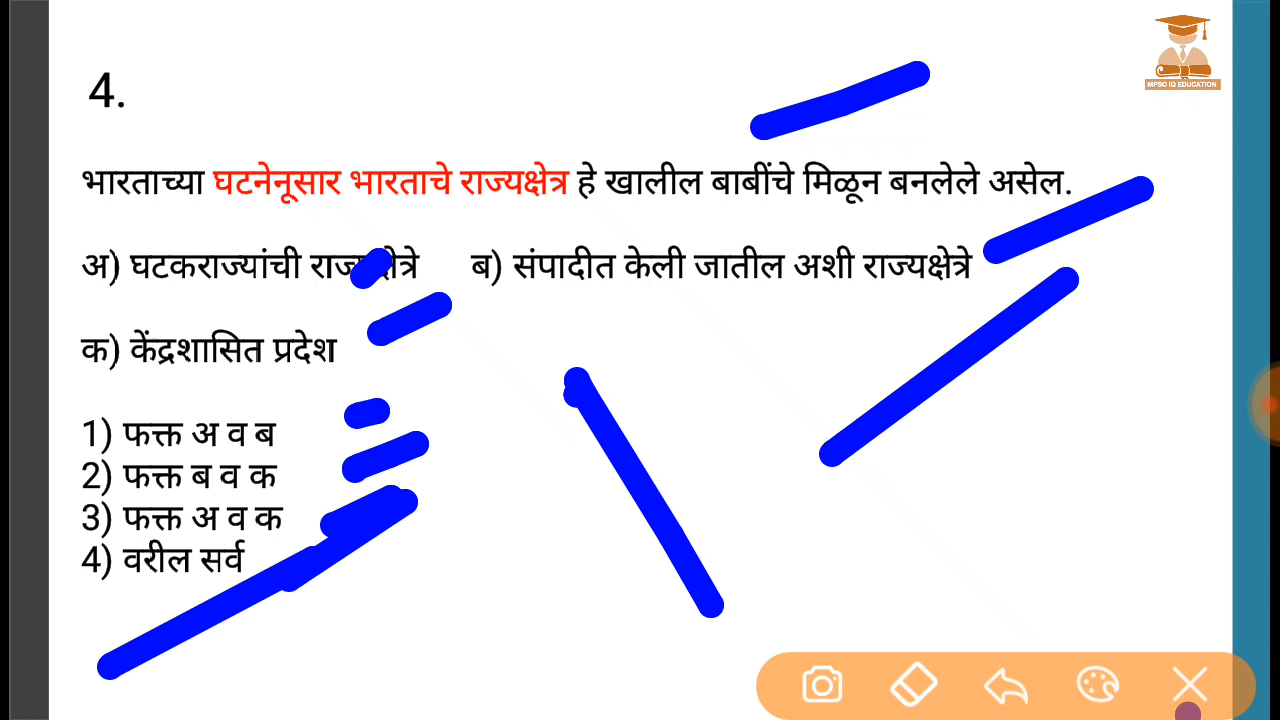 MPSC IQ EDUCATION
4.
भारताच्या घटनेनूसार भारताचे राज्यक्षेत्र हे खालील बाबींचे मिळून बनलेले असेल.
अ) घटकराज्यांची राज्यक्षेत्रे ब) संपादीत केली जातील अशी राज्यक्षेत्रे
क) केंद्रशासित प्रदेश
1) फक्त अ व ब
2) फक्त ब व क
3) फक्त अ व क
4) वरील सर्व